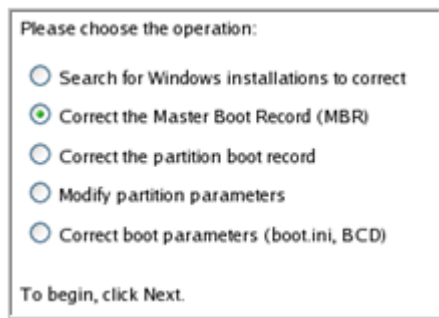 Please choose the operation:
Search for Windows installations to correct
Correct the Master Boot Record (MBR)
Correct the partition boot record
Modify partition parameters
Correct boot parameters (boot.ini, BCD)
To begin, click Next.